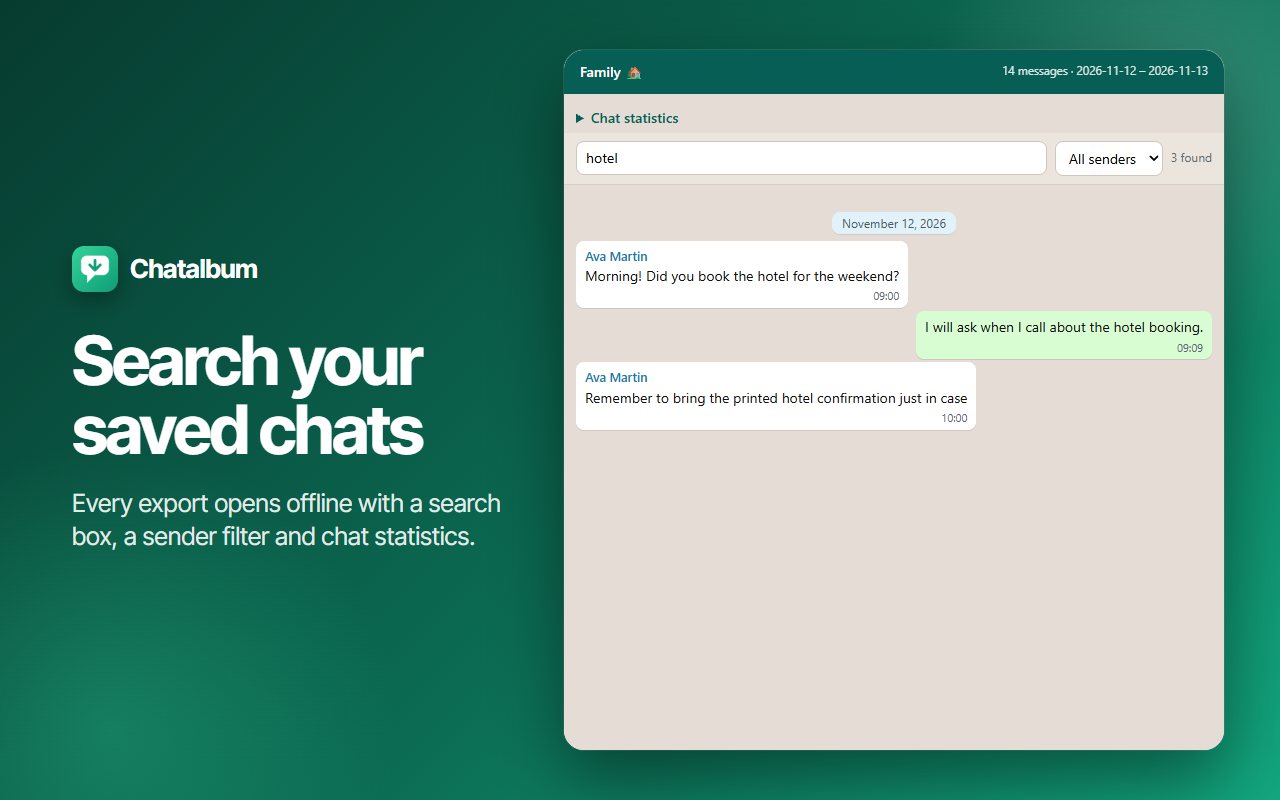 Chatalbum
Search your
saved chats
Every export opens offline with a search
box, a sender filter and chat statistics.
Family 🏠
14 messages · 2026-11-12 – 2026-11-13
Chat statistics
hotel
All senders
3 found
November 12, 2026
Ava Martin
Morning! Did you book the hotel for the weekend?
09:00
I will ask when I call about the hotel booking.
09:09
Ava Martin
Remember to bring the printed hotel confirmation just in case
10:00